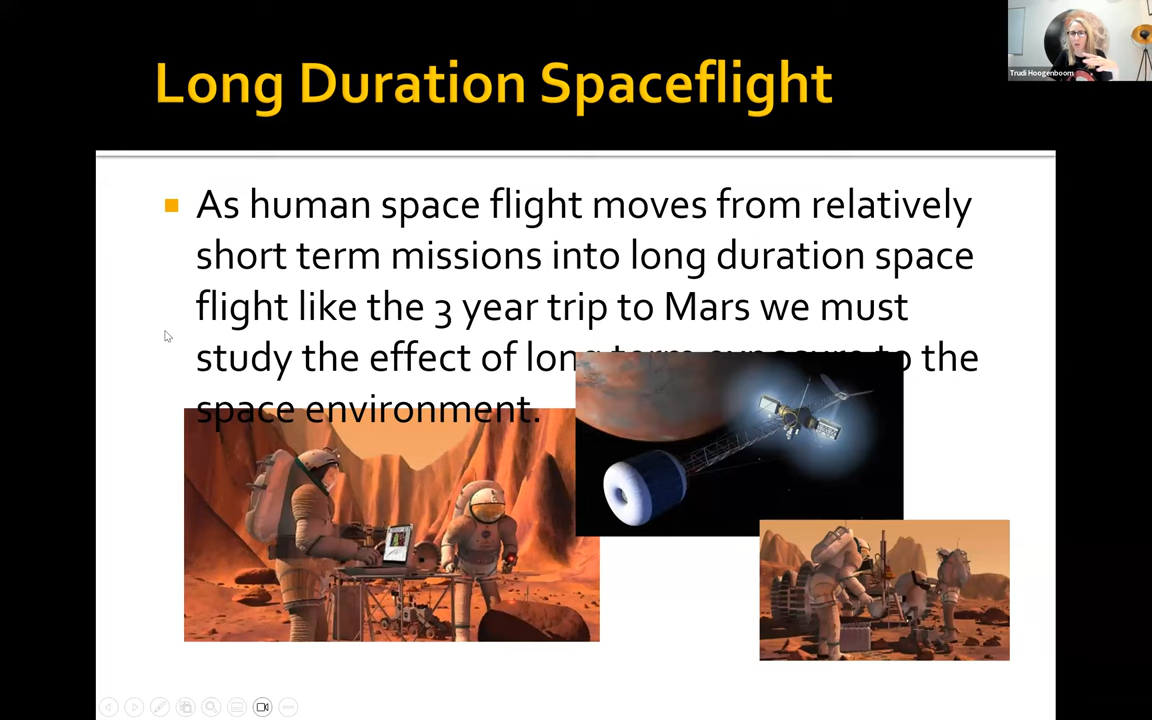 Long Duration Spaceflight
Trudi Hoogenboom
As human space flight moves from relatively
short term missions into long duration space
flight like the 3 year trip to Mars we must
study the effect of long term exposure to the
space environment.